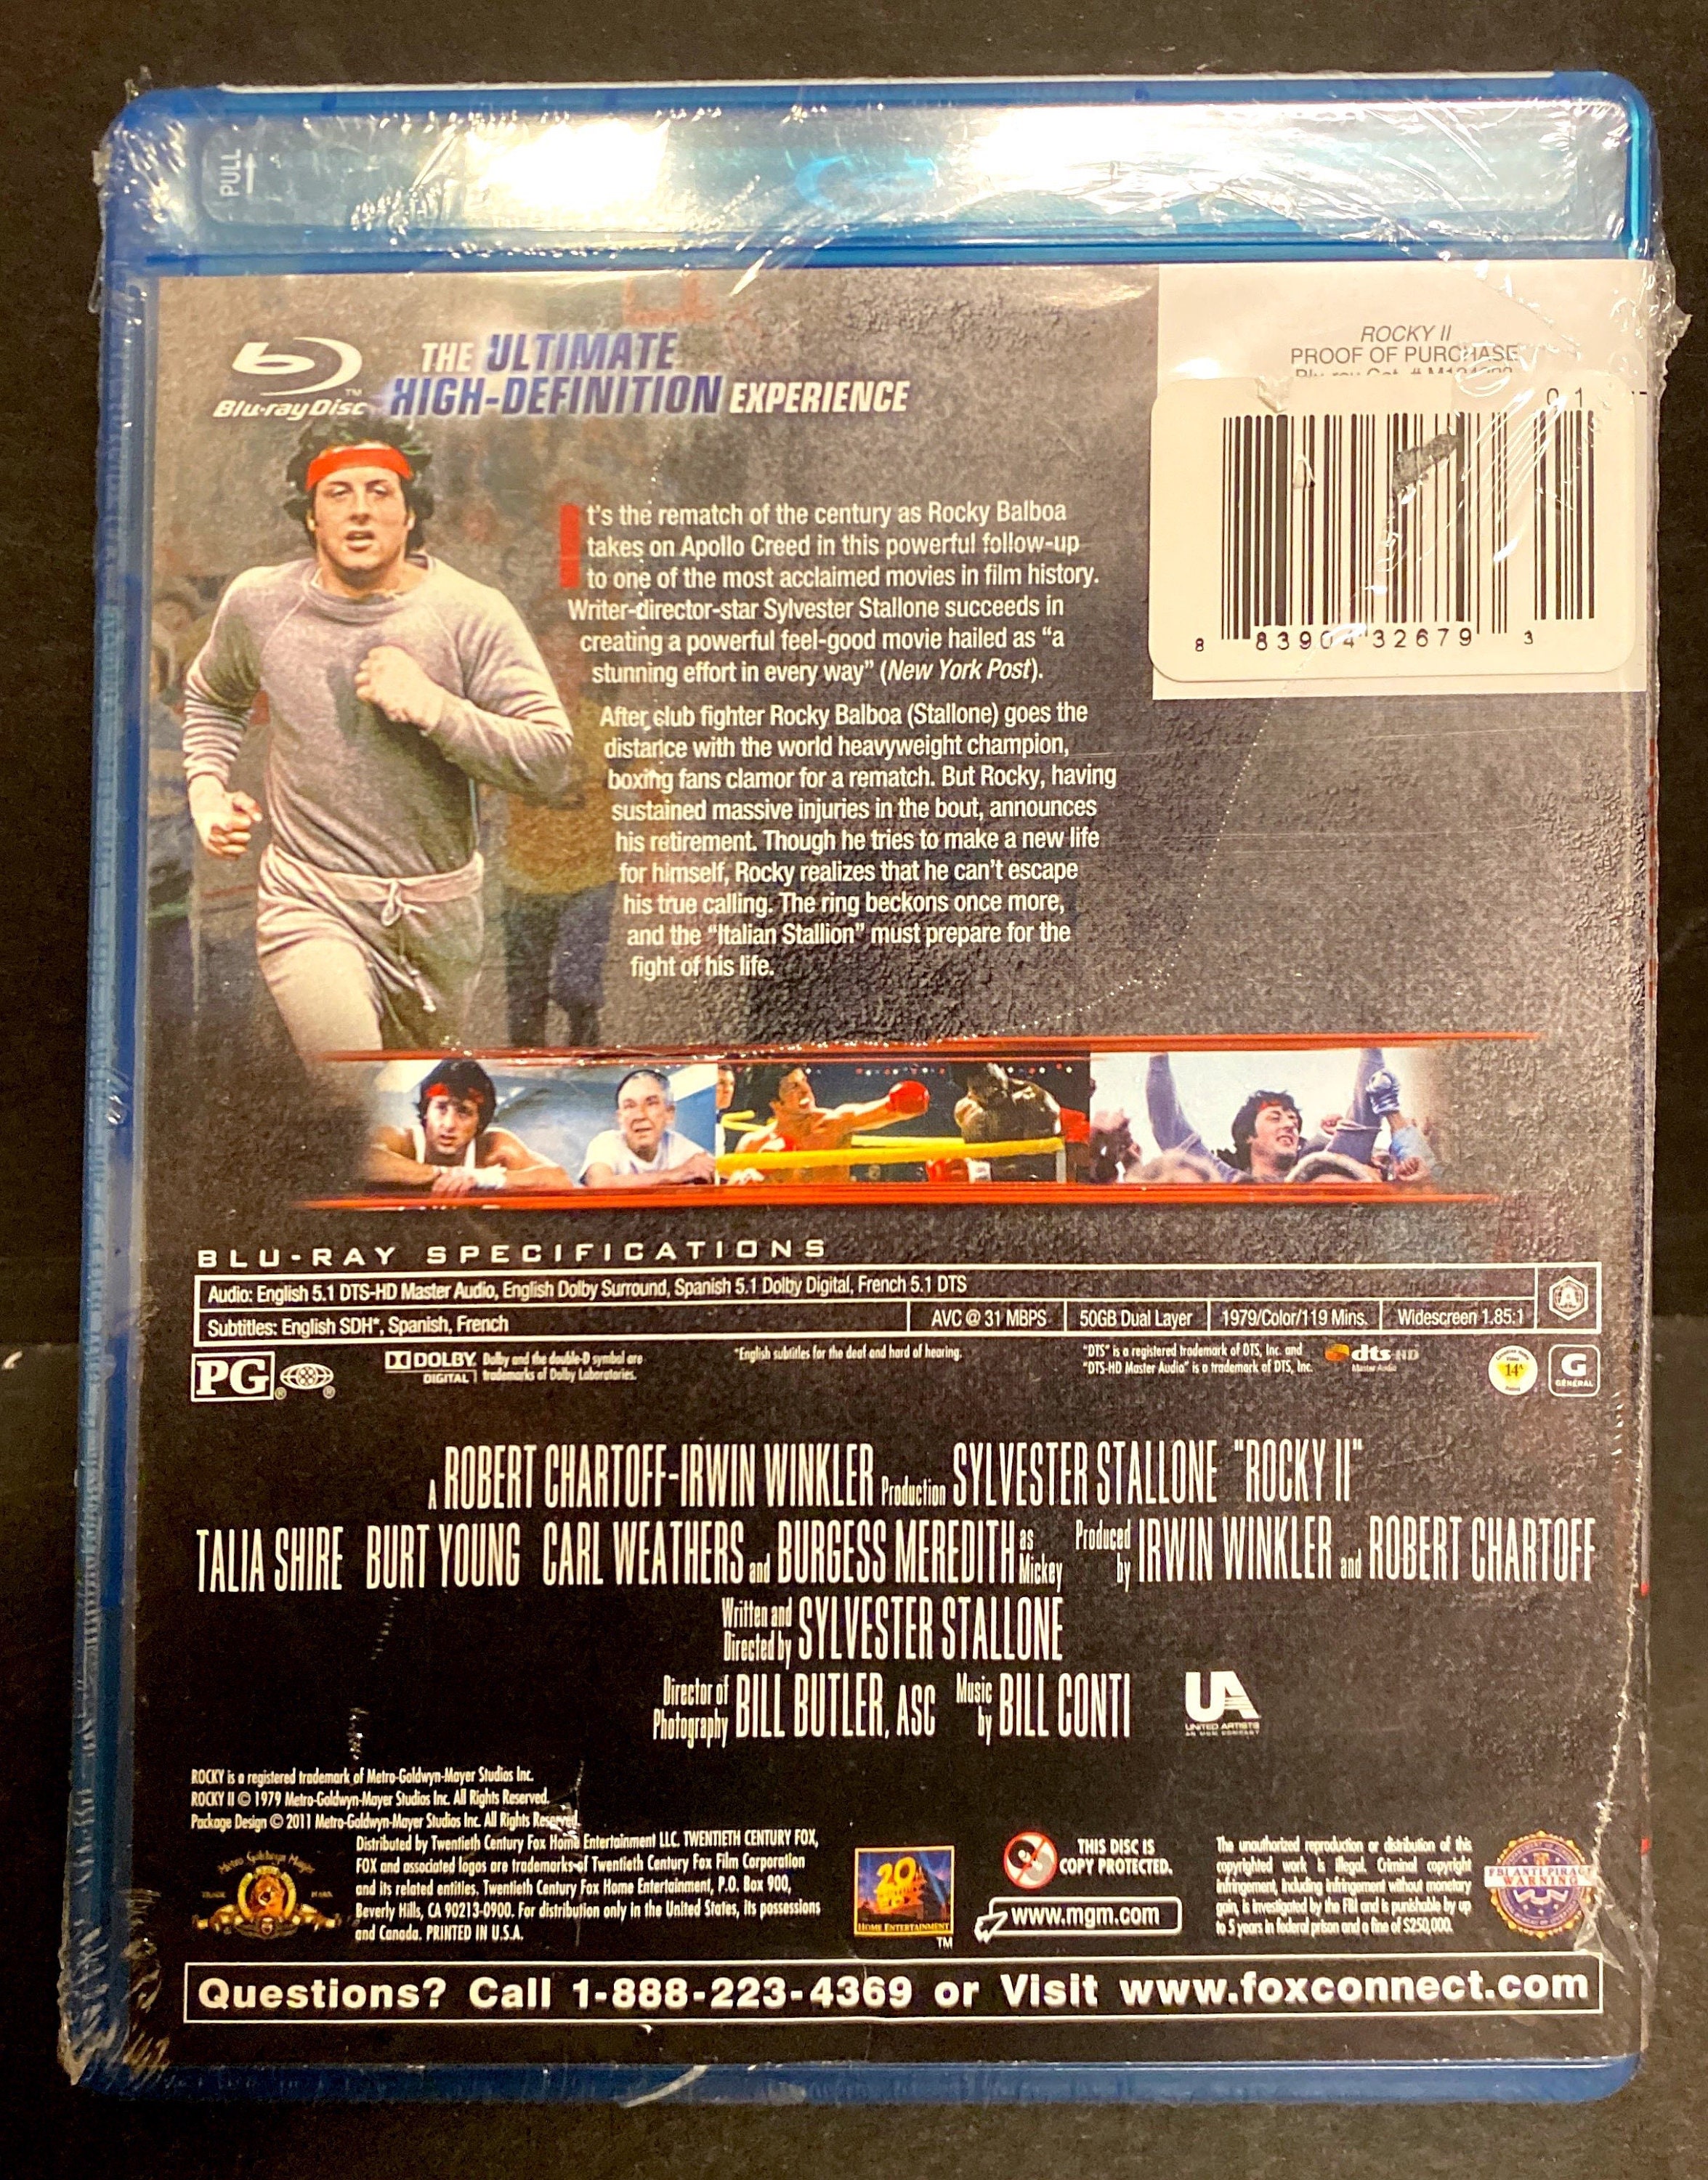 PULL
Blu-ray Disc™
THE ULTIMATE
HIGH-DEFINITION EXPERIENCE
ROCKY II
PROOF OF PURCHASE
01
8 83904 32679 3
It's the rematch of the century as Rocky Balboa
takes on Apollo Creed in this powerful follow-up
to one of the most acclaimed movies in film history.
Writer-director-star Sylvester Stallone succeeds in
creating a powerful feel-good movie hailed as “a
stunning effort in every way” (New York Post).
After club fighter Rocky Balboa (Stallone) goes the
distance with the world heavyweight champion,
boxing fans clamor for a rematch. But Rocky, having
sustained massive injuries in the bout, announces
his retirement. Though he tries to make a new life
for himself, Rocky realizes that he can't escape
his true calling. The ring beckons once more,
and the “Italian Stallion” must prepare for the
fight of his life.
BLU-RAY SPECIFICATIONS
Audio: English 5.1 DTS-HD Master Audio, English Dolby Surround, Spanish 5.1 Dolby Digital, French 5.1 DTS
A
Subtitles: English SDH*, Spanish, French
AVC @ 31 MBPS
50GB Dual Layer
1979/Color/119 Mins.
Widescreen 1.85:1
PG®
®
DOLBY
DIGITAL
Dolby and the double-D symbol are
trademarks of Dolby Laboratories.
*English subtitles for the deaf and hard of hearing.
"DTS" is a registered trademark of DTS, Inc. and
"DTS-HD Master Audio" is a trademark of DTS, Inc.
dts-HD
Master Audio
14
G
GENERAL
A ROBERT CHARTOFF-IRWIN WINKLER Production SYLVESTER STALLONE "ROCKY II"
TALIA SHIRE BURT YOUNG CARL WEATHERS and BURGESS MEREDITH as Mickey Produced by IRWIN WINKLER and ROBERT CHARTOFF
Written and Directed by SYLVESTER STALLONE
Director of Photography BILL BUTLER, ASC Music by BILL CONTI
UA
UNITED ARTISTS
ROCKY is a registered trademark of Metro-Goldwyn-Mayer Studios Inc.
ROCKY II © 1979 Metro-Goldwyn-Mayer Studios Inc. All Rights Reserved.
Package Design © 2011 Metro-Goldwyn-Mayer Studios Inc. All Rights Reserved.
Distributed by Twentieth Century Fox Home Entertainment LLC. TWENTIETH CENTURY FOX,
FOX and associated logos are trademarks of Twentieth Century Fox Film Corporation
and its related entities, Twentieth Century Fox Home Entertainment, P.O. Box 900,
Beverly Hills, CA 90213-0900. For distribution only in the United States, its possessions
and Canada. PRINTED IN U.S.A.
Metro Goldwyn Mayer
20
HOME ENTERTAINMENT
TM
THIS DISC IS
COPY PROTECTED.
www.mgm.com
The unauthorized reproduction or distribution of this
copyrighted work is illegal. Criminal copyright
infringement, including infringement without monetary
gain, is investigated by the FBI and is punishable by up
to 5 years in federal prison and a fine of $250,000.
FBI ANTI-PIRACY
WARNING
Questions? Call 1-888-223-4369 or Visit www.foxconnect.com